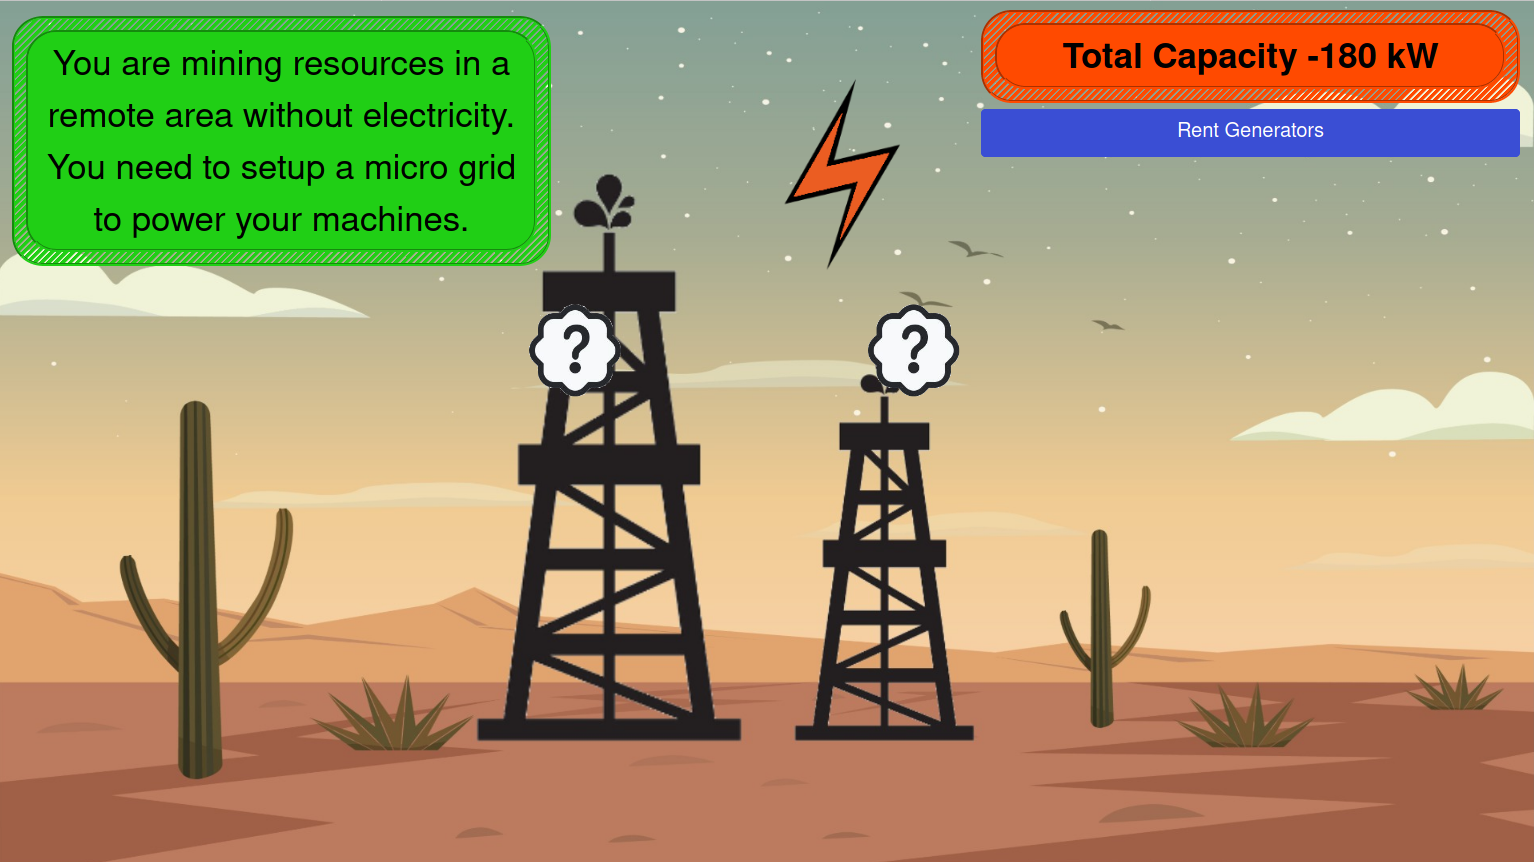 You are mining resources in a
remote area without electricity.
You need to setup a micro grid
to power your machines.
Total Capacity -180 kW
Rent Generators
?
?